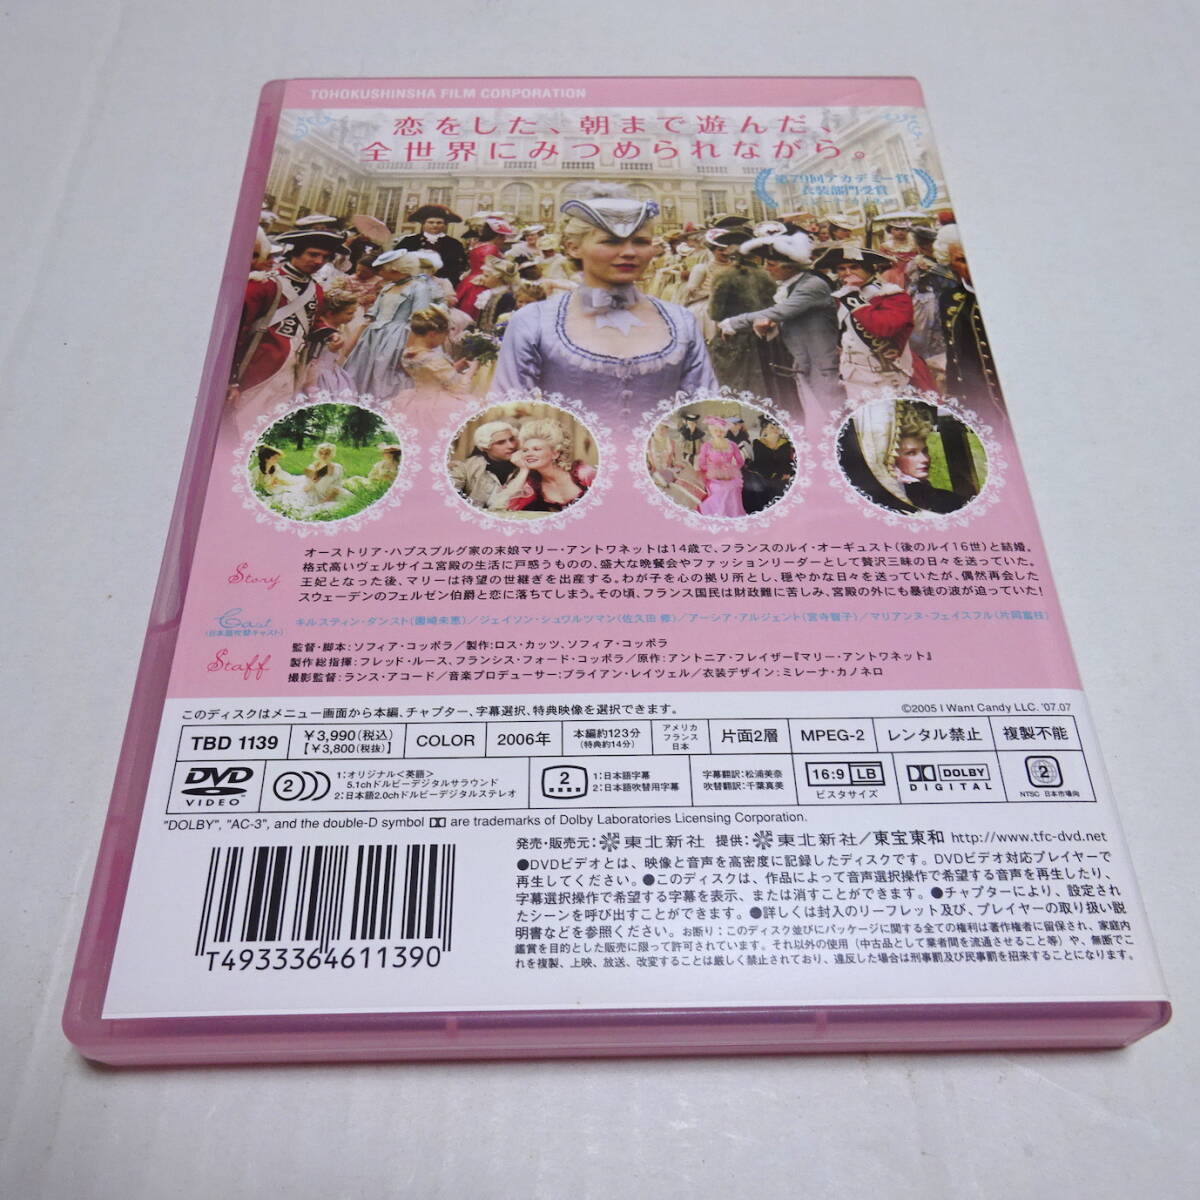 TOHOKUSHINSHA FILM CORPORATION
恋をした、朝まで遊んだ、
全世界にみつめられながら。
第79回アカデミー賞
衣装部門受賞
Story
オーストリア・ハプスブルグ家の末娘マリー・アントワネットは14歳で、フランスのルイ・オーギュスト(後のルイ16世)と結婚。
格式高いヴェルサイユ宮殿の生活に戸惑うものの、盛大な晩餐会やファッションリーダーとして贅沢三昧の日々を送っていた。
王妃となった後、マリーは待望の世継ぎを出産する。わが子を心の拠り所とし、穏やかな日々を送っていたが、偶然再会した
スウェーデンのフェルゼン伯爵と恋に落ちてしまう。その頃、フランス国民は財政難に苦しみ、宮殿の外にも暴徒の波が迫っていた!
Cast
(日本語吹替キャスト)
キルスティン・ダンスト(園崎未恵)/ジェイソン・シュワルツマン(佐久田 修)/アーシア・アルジェント(宮寺智子)/マリアンヌ・フェイスフル(片岡富枝)
Staff
監督・脚本:ソフィア・コッポラ/製作:ロス・カッツ、ソフィア・コッポラ
製作総指揮:フレッド・ルース、フランシス・フォード・コッポラ/原作:アントニア・フレイザー『マリー・アントワネット』
撮影監督:ランス・アコード/音楽プロデューサー:ブライアン・レイツェル/衣装デザイン:ミレーナ・カノネロ
このディスクはメニュー画面から本編、チャプター、字幕選択、特典映像を選択できます。
©2005 I Want Candy LLC. '07.07
TBD 1139
¥3,990(税込)
【¥3,800(税抜)】
COLOR
2006年
本編約123分
(特典約14分)
アメリカ
フランス
日本
片面2層
MPEG-2
レンタル禁止
複製不能
DVD
VIDEO
2
1:オリジナル<英語>
5.1chドルビーデジタルサラウンド
2:日本語2.0chドルビーデジタルステレオ
2
1:日本語字幕
2:日本語吹替用字幕
字幕翻訳:松浦美奈
吹替翻訳:千葉真美
16:9 LB
ビスタサイズ
DOLBY
DIGITAL
2
NTSC 日本市場向
"DOLBY", "AC-3", and the double-D symbol are trademarks of Dolby Laboratories Licensing Corporation.
発売・販売元:東北新社 提供:東北新社/東宝東和 http://www.tfc-dvd.net
●DVDビデオとは、映像と音声を高密度に記録したディスクです。DVDビデオ対応プレイヤーで
再生してください。●このディスクは、作品によって音声選択操作で希望する音声を再生したり、
字幕選択操作で希望する字幕を表示、または消すことができます。●チャプターにより、設定され
たシーンを呼び出すことができます。●詳しくは封入のリーフレット及び、プレイヤーの取り扱い説
明書などを参照ください。お断り:このディスク並びにパッケージに関する全ての権利は著作権者に留保され、家庭内
鑑賞を目的とした販売に限って許可されています。それ以外の使用(中古品として業者間を流通させること等)や、無断でこ
れを複製、上映、放送、改変することは厳しく禁止されており、違反した場合は刑事罰及び民事罰を招来することになります。
T4933364611390